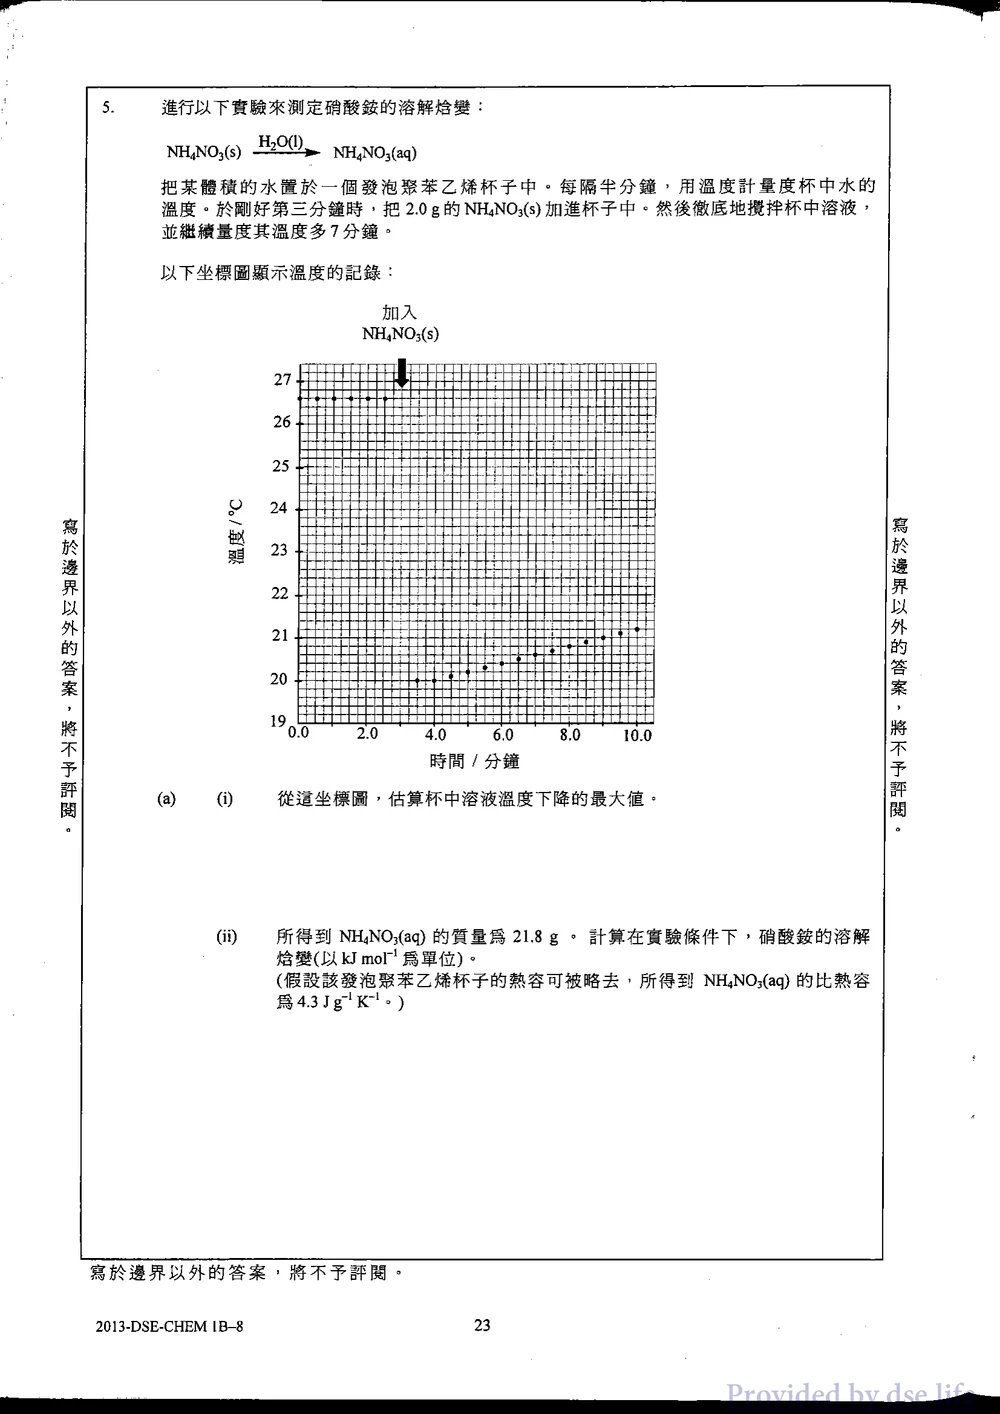 5. 進行以下實驗來測定硝酸銨的溶解焓變：
NH₄NO₃(s) H₂O(l) NH₄NO₃(aq)
把某體積的水置於一個發泡聚苯乙烯杯子中。每隔半分鐘，用溫度計量度杯中水的
溫度。於剛好第三分鐘時，把 2.0 g 的 NH₄NO₃(s) 加進杯子中。然後徹底地攪拌杯中溶液，
並繼續量度其溫度多 7 分鐘。
以下坐標圖顯示溫度的記錄：
加入
NH₄NO₃(s)
27
26
25
24
23
22
21
20
19
溫度 / °C
0.0 2.0 4.0 6.0 8.0 10.0
時間 / 分鐘
(a) (i) 從這坐標圖，估算杯中溶液溫度下降的最大值。
(ii) 所得到 NH₄NO₃(aq) 的質量為 21.8 g 。 計算在實驗條件下，硝酸銨的溶解
焓變(以 kJ mol⁻¹ 為單位)。
(假設該發泡聚苯乙烯杯子的熱容可被略去，所得到 NH₄NO₃(aq) 的比熱容
為 4.3 J g⁻¹ K⁻¹。)
寫於邊界以外的答案，將不予評閱。
寫於邊界以外的答案，將不予評閱。
寫於邊界以外的答案，將不予評閱。
2013-DSE-CHEM 1B–8
23
Provided by dse.life